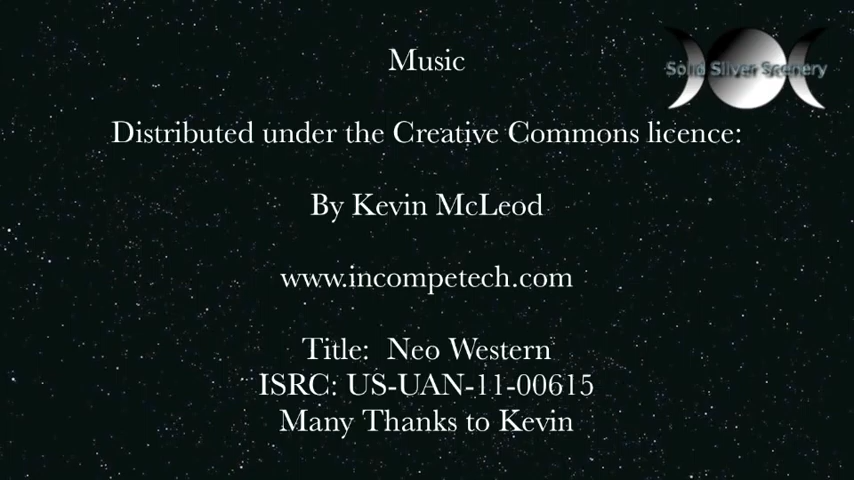 Music
Solid Silver Scenery
Distributed under the Creative Commons licence:
By Kevin McLeod
www.incompetech.com
Title: Neo Western
ISRC: US-UAN-11-00615
Many Thanks to Kevin